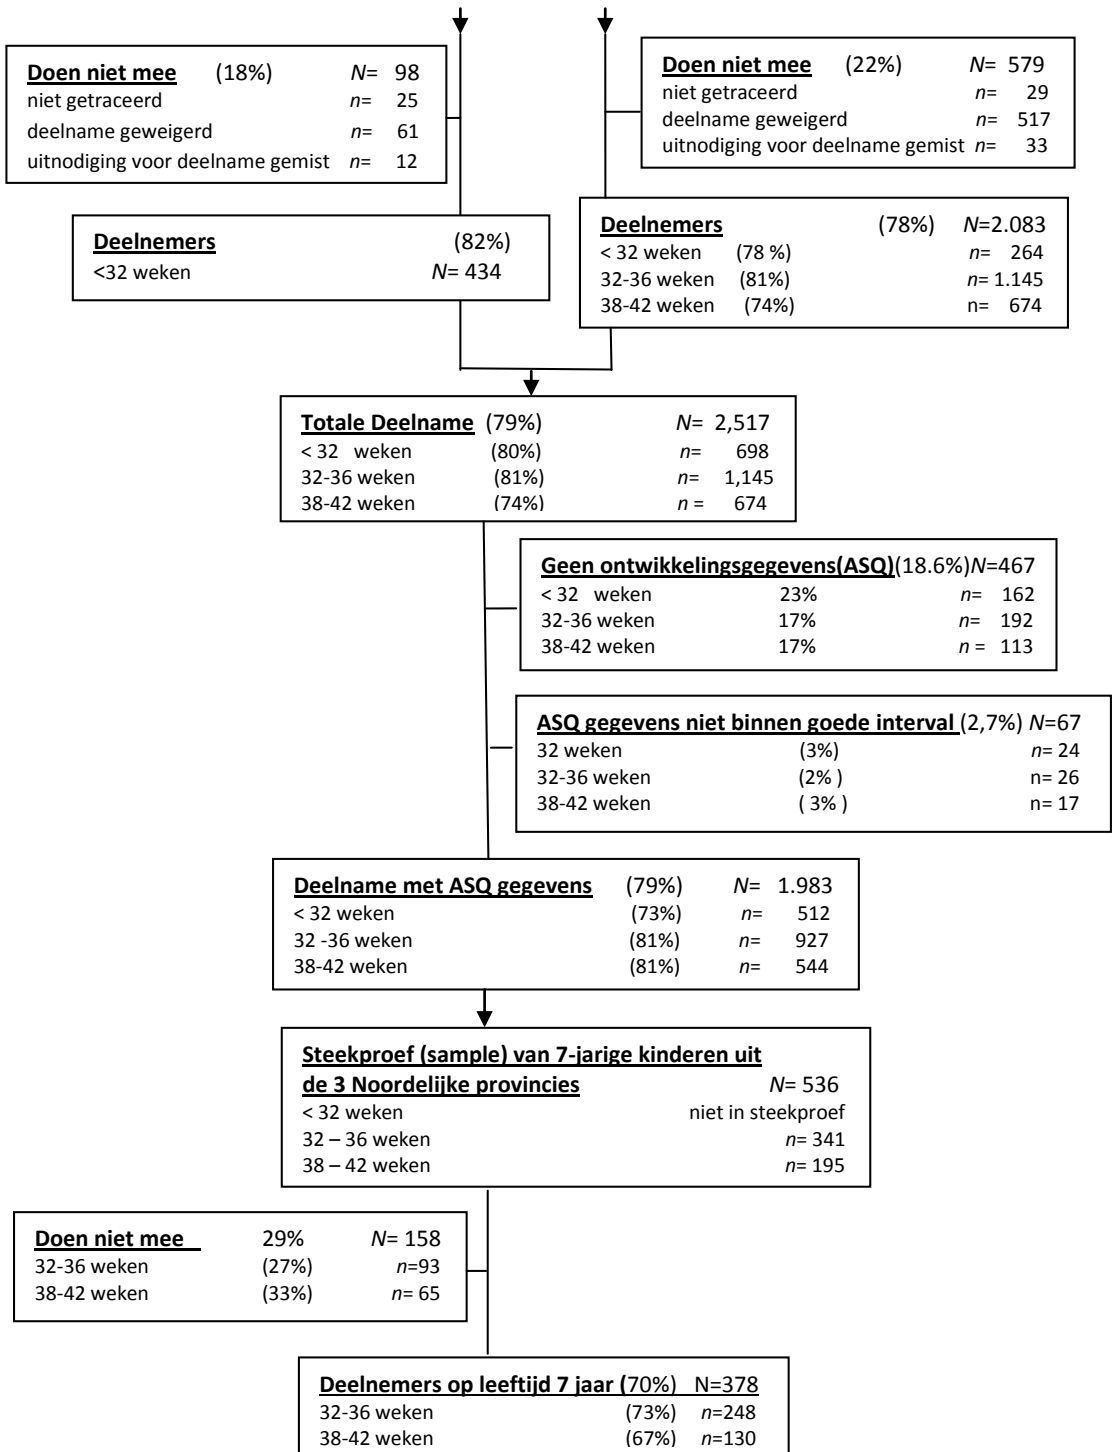 Doen niet mee (18%) N= 98
niet getraceerd n= 25
deelname geweigerd n= 61
uitnodiging voor deelname gemist n= 12
Doen niet mee (22%) N= 579
niet getraceerd n= 29
deelname geweigerd n= 517
uitnodiging voor deelname gemist n= 33
Deelnemers (82%)
<32 weken N= 434
Deelnemers (78%) N=2.083
< 32 weken (78 %) n= 264
32-36 weken (81%) n= 1.145
38-42 weken (74%) n= 674
Totale Deelname (79%) N= 2,517
< 32 weken (80%) n= 698
32-36 weken (81%) n= 1,145
38-42 weken (74%) n = 674
Geen ontwikkelingsgegevens(ASQ)(18.6%)N=467
< 32 weken 23% n= 162
32-36 weken 17% n= 192
38-42 weken 17% n = 113
ASQ gegevens niet binnen goede interval (2,7%) N=67
32 weken (3%) n= 24
32-36 weken (2% ) n= 26
38-42 weken ( 3% ) n= 17
Deelname met ASQ gegevens (79%) N= 1.983
< 32 weken (73%) n= 512
32 -36 weken (81%) n= 927
38-42 weken (81%) n= 544
Steekproef (sample) van 7-jarige kinderen uit
de 3 Noordelijke provincies N= 536
< 32 weken niet in steekproef
32 – 36 weken n= 341
38 – 42 weken n= 195
Doen niet mee 29% N= 158
32-36 weken (27%) n=93
38-42 weken (33%) n= 65
Deelnemers op leeftijd 7 jaar (70%) N=378
32-36 weken (73%) n=248
38-42 weken (67%) n=130